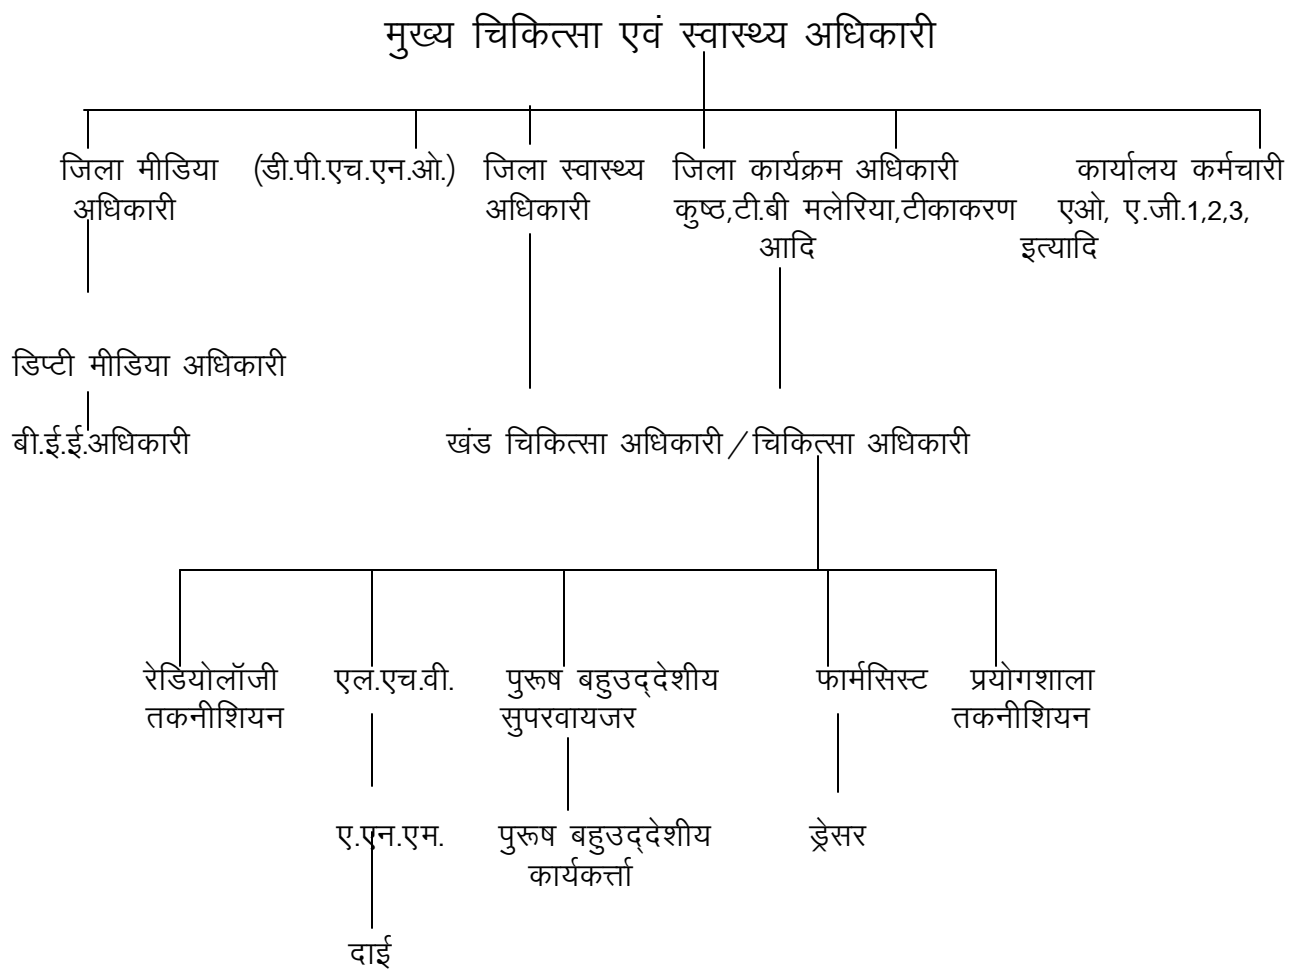 मुख्य चिकित्सा एवं स्वास्थ्य अधिकारी
जिला मीडिया (डी.पी.एच.एन.ओ.) जिला स्वास्थ्य जिला कार्यक्रम अधिकारी कार्यालय कर्मचारी
अधिकारी अधिकारी कुष्ठ,टी.बी मलेरिया,टीकाकरण एओ, ए.जी.1,2,3,
आदि इत्यादि
डिप्टी मीडिया अधिकारी
बी.ई.ई.अधिकारी खंड चिकित्सा अधिकारी/चिकित्सा अधिकारी
रेडियोलॉजी एल.एच.वी. पुरूष बहुउद्‌देशीय फार्मसिस्ट प्रयोगशाला
तकनीशियन सुपरवायजर तकनीशियन
ए.एन.एम. पुरूष बहुउद्‌देशीय ड्रेसर
कार्यकर्त्ता
दाई